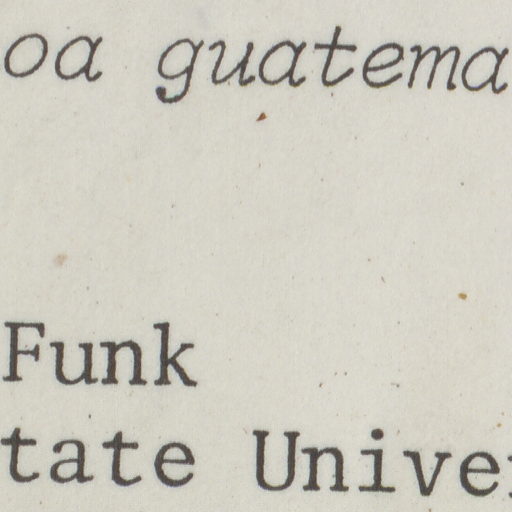 oa guatema
Funk
tate Unive